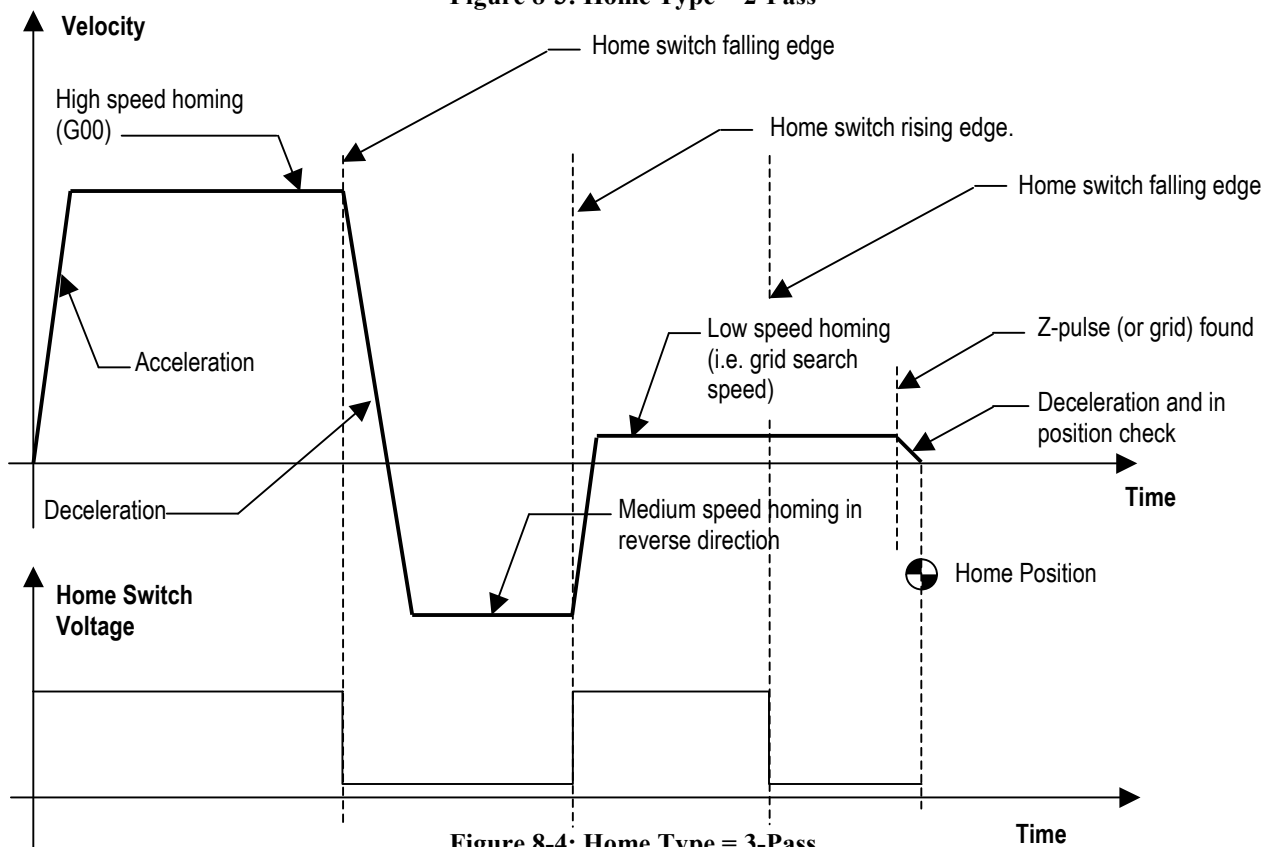 Figure 8-3: Home Type = 2-Pass
Velocity
Home switch falling edge
High speed homing
(G00)
Home switch rising edge.
Home switch falling edge
Acceleration
Low speed homing
(i.e. grid search
speed)
Z-pulse (or grid) found
Deceleration and in
position check
Time
Deceleration
Medium speed homing in
reverse direction
Home Position
Home Switch
Voltage
Time
Figure 8-4: Home Type = 3-Pass